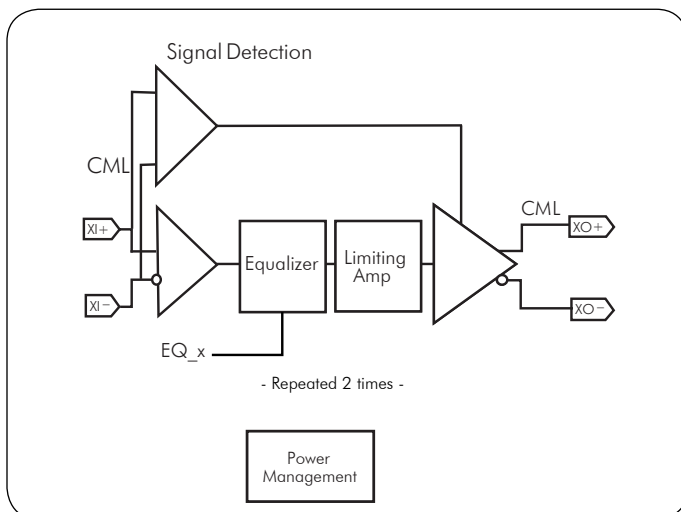 Signal Detection
CML
XI+
XI−
Equalizer
Limiting
Amp
CML
XO+
XO−
EQ_x
- Repeated 2 times -
Power
Management